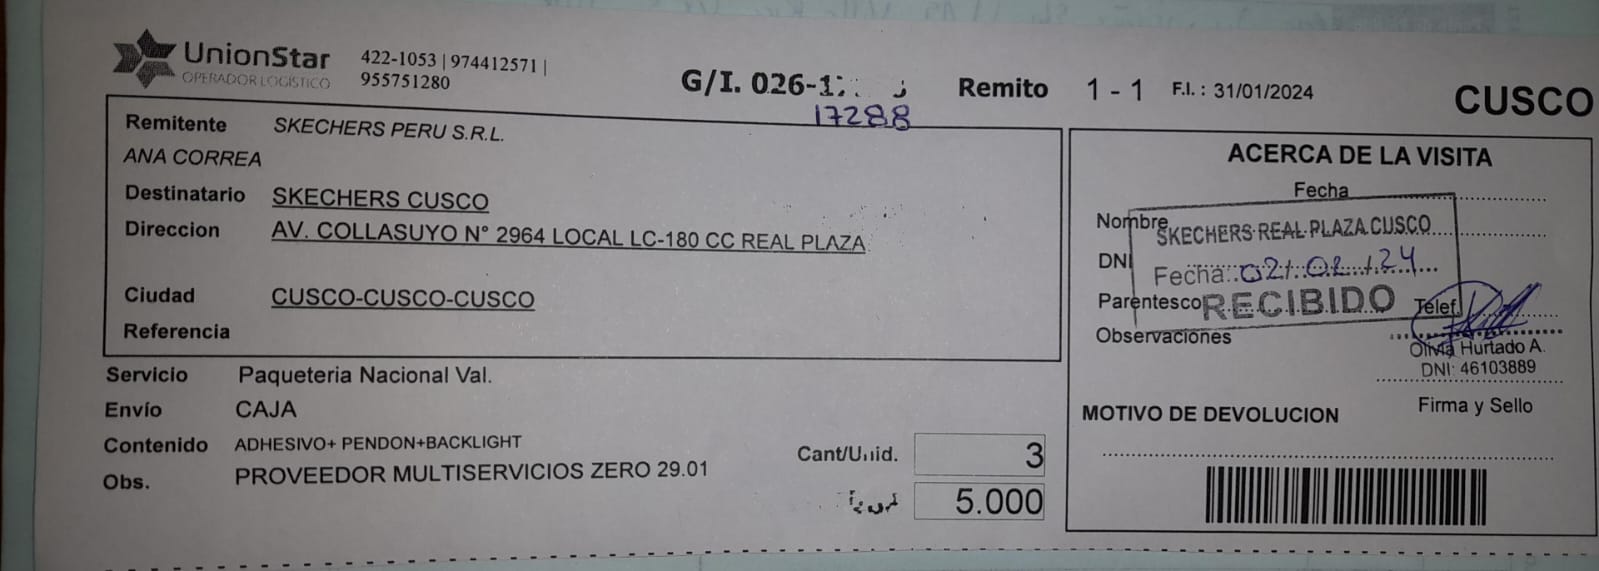 UnionStar
OPERADOR LOGÍSTICO
422-1053 | 974412571 |
955751280
G/I. 026-1
17288
Remito 1 - 1 F.I. : 31/01/2024
CUSCO
Remitente SKECHERS PERU S.R.L.
ANA CORREA
Destinatario SKECHERS CUSCO
Direccion AV. COLLASUYO N° 2964 LOCAL LC-180 CC REAL PLAZA
Ciudad CUSCO-CUSCO-CUSCO
Referencia
Servicio Paqueteria Nacional Val.
Envío CAJA
Contenido ADHESIVO+ PENDON+BACKLIGHT
Obs. PROVEEDOR MULTISERVICIOS ZERO 29.01
Cant/Unid. 3
5.000
ACERCA DE LA VISITA
Fecha
Nombre
SKECHERS REAL PLAZA CUSCO
DNI
Fecha: 02/02/24
Parentesco
RECIBIDO
Telef.
Observaciones
Olivia Hurtado A.
DNI: 46103889
Firma y Sello
MOTIVO DE DEVOLUCION